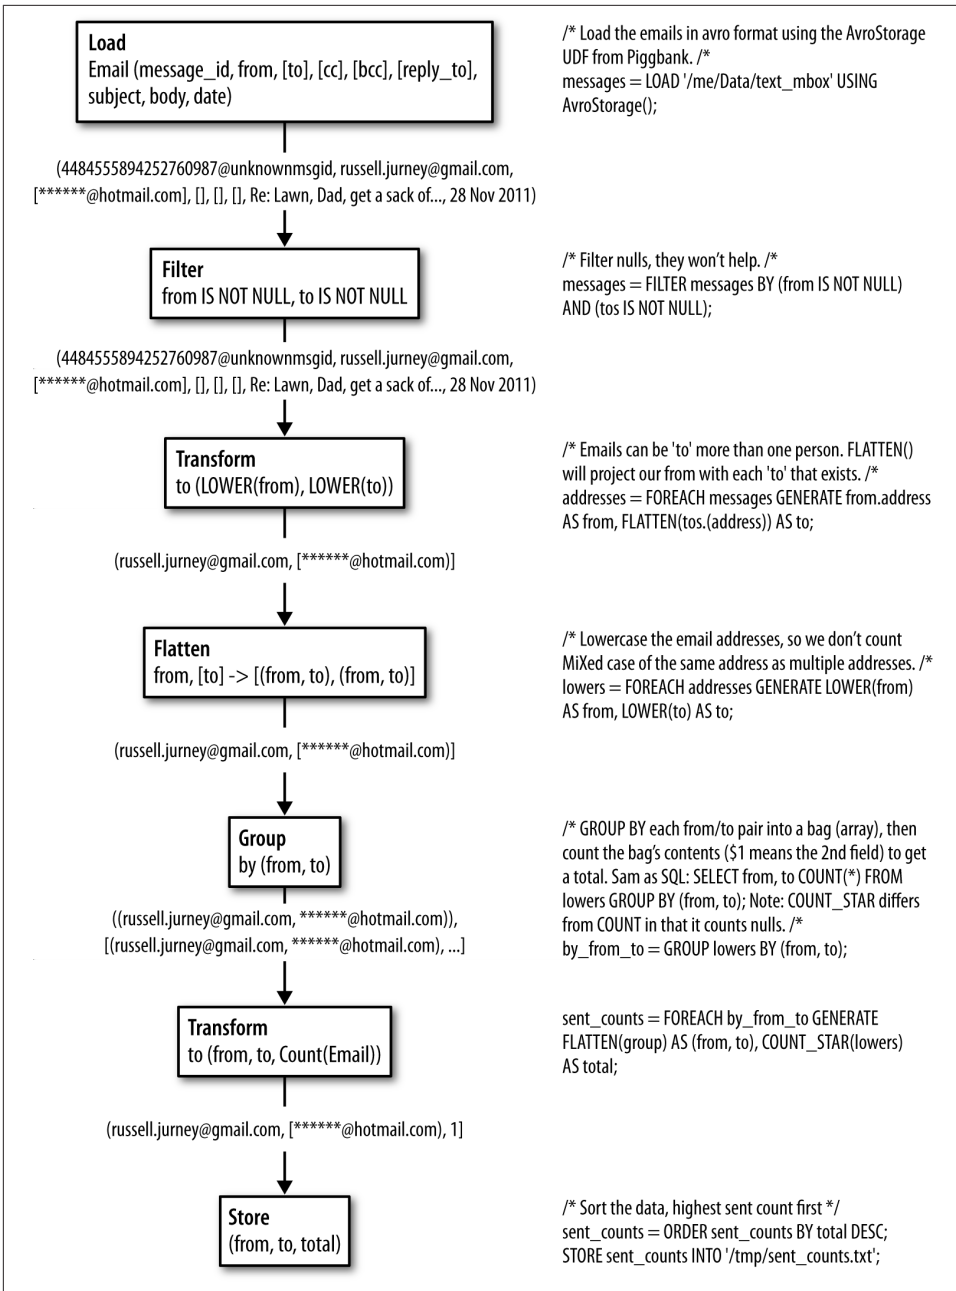 Load
Email (message_id, from, [to], [cc], [bcc], [reply_to],
subject, body, date)
/* Load the emails in avro format using the AvroStorage
UDF from Piggbank. /*
messages = LOAD '/me/Data/text_mbox' USING
AvroStorage();
(4484555894252760987@unknownmsgid, russell.jurney@gmail.com,
[******@hotmail.com], [], [], [], Re: Lawn, Dad, get a sack of..., 28 Nov 2011)
Filter
from IS NOT NULL, to IS NOT NULL
/* Filter nulls, they won't help. /*
messages = FILTER messages BY (from IS NOT NULL)
AND (tos IS NOT NULL);
(4484555894252760987@unknownmsgid, russell.jurney@gmail.com,
[******@hotmail.com], [], [], [], Re: Lawn, Dad, get a sack of..., 28 Nov 2011)
Transform
to (LOWER(from), LOWER(to))
/* Emails can be 'to' more than one person. FLATTEN()
will project our from with each 'to' that exists. /*
addresses = FOREACH messages GENERATE from.address
AS from, FLATTEN(tos.(address)) AS to;
(russell.jurney@gmail.com, [******@hotmail.com)]
Flatten
from, [to] -> [(from, to), (from, to)]
/* Lowercase the email addresses, so we don't count
MiXed case of the same address as multiple addresses. /*
lowers = FOREACH addresses GENERATE LOWER(from)
AS from, LOWER(to) AS to;
(russell.jurney@gmail.com, [******@hotmail.com)]
Group
by (from, to)
/* GROUP BY each from/to pair into a bag (array), then
count the bag's contents ($1 means the 2nd field) to get
a total. Sam as SQL: SELECT from, to COUNT(*) FROM
lowers GROUP BY (from, to); Note: COUNT_STAR differs
from COUNT in that it counts nulls. /*
by_from_to = GROUP lowers BY (from, to);
((russell.jurney@gmail.com, ******@hotmail.com)),
[(russell.jurney@gmail.com, ******@hotmail.com), ...]
Transform
to (from, to, Count(Email))
sent_counts = FOREACH by_from_to GENERATE
FLATTEN(group) AS (from, to), COUNT_STAR(lowers)
AS total;
(russell.jurney@gmail.com, [******@hotmail.com), 1]
Store
(from, to, total)
/* Sort the data, highest sent count first */
sent_counts = ORDER sent_counts BY total DESC;
STORE sent_counts INTO '/tmp/sent_counts.txt';